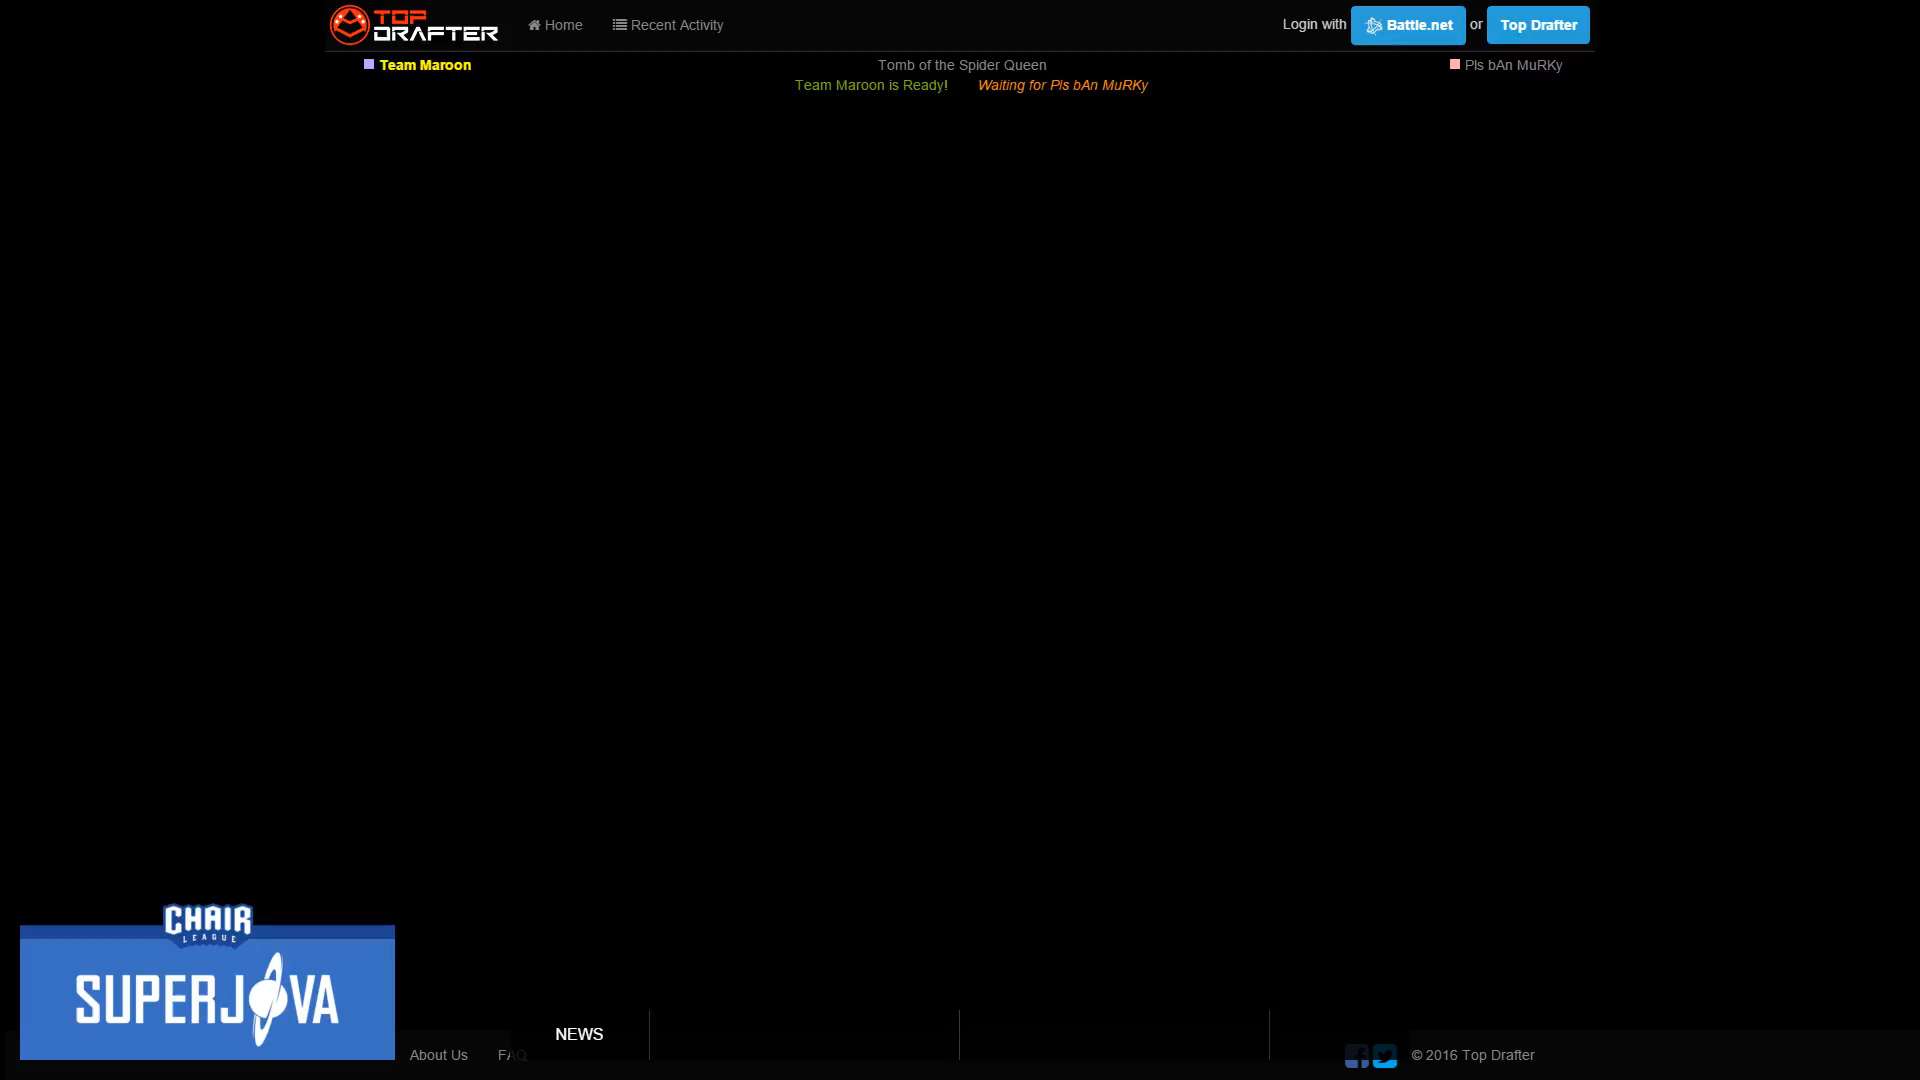 TOP DRAFTER
Home
Recent Activity
Login with Battle.net or Top Drafter
Team Maroon
Tomb of the Spider Queen
Pls bAn MuRKy
Team Maroon is Ready!
Waiting for Pls bAn MuRKy
CHAIR
LEAGUE
SUPERJOVA
NEWS
About Us
FAQ
© 2016 Top Drafter